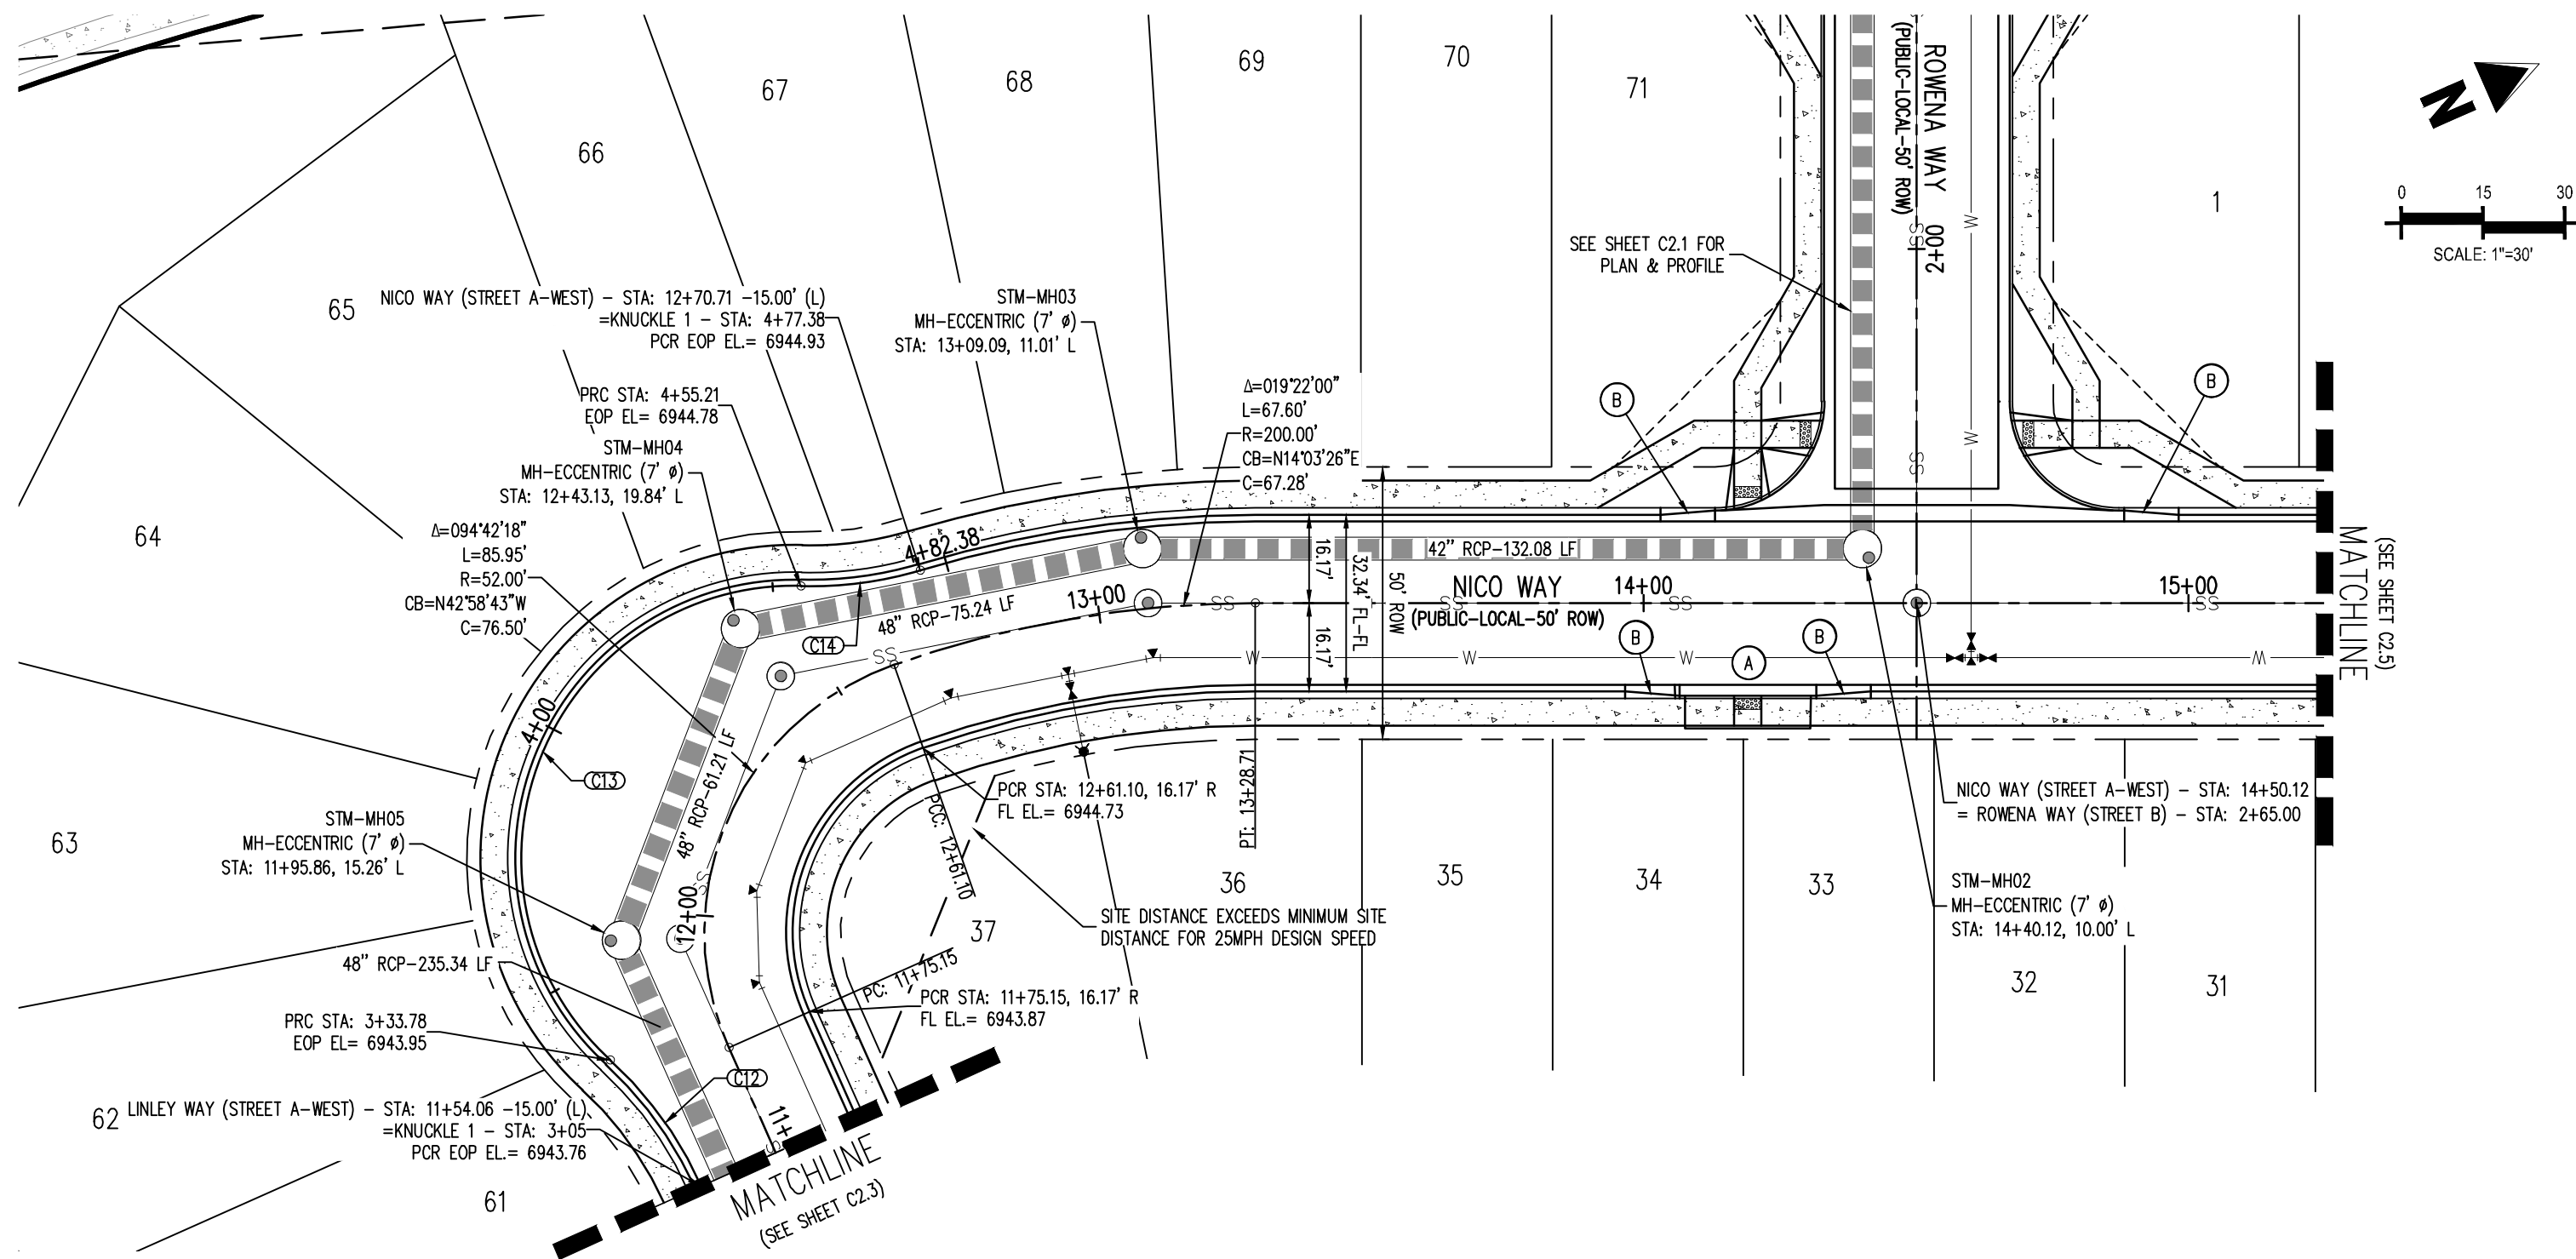 66
67
68
69
70
71
1
65
64
63
62
61
36
37
35
34
33
32
31
ROWENA WAY
(PUBLIC-LOCAL-50' ROW)
2+00
SS
SS
W
W
N
0 15 30
SCALE: 1"=30'
SEE SHEET C2.1 FOR
PLAN & PROFILE
NICO WAY (STREET A-WEST) - STA: 12+70.71 -15.00' (L)
=KNUCKLE 1 - STA: 4+77.38
PCR EOP EL.= 6944.93
STM-MH03
MH-ECCENTRIC (7' ø)
STA: 13+09.09, 11.01' L
PRC STA: 4+55.21
EOP EL= 6944.78
STM-MH04
MH-ECCENTRIC (7' ø)
STA: 12+43.13, 19.84' L
Δ=019°22'00"
L=67.60'
R=200.00'
CB=N14°03'26"E
C=67.28'
Δ=094°42'18"
L=85.95'
R=52.00'
CB=N42°58'43"W
C=76.50'
B
B
B
B
A
4+82.38
4+00
13+00
12+00
11+
14+00
15+00
C14
C13
C12
48" RCP-75.24 LF
42" RCP-132.08 LF
48" RCP-61.21 LF
NICO WAY
(PUBLIC-LOCAL-50' ROW)
16.17'
16.17'
32.34' FL-FL
50' ROW
SS
SS
SS
SS
SS
SS
W
W
W
W
MATCHLINE
(SEE SHEET C2.5)
STM-MH05
MH-ECCENTRIC (7' ø)
STA: 11+95.86, 15.26' L
48" RCP-235.34 LF
PRC STA: 3+33.78
EOP EL= 6943.95
LINLEY WAY (STREET A-WEST) - STA: 11+54.06 -15.00' (L)
=KNUCKLE 1 - STA: 3+05
PCR EOP EL.= 6943.76
PCR STA: 12+61.10, 16.17' R
FL EL.= 6944.73
PCC: 12+61.10
PT: 13+28.71
PC: 11+75.15
SITE DISTANCE EXCEEDS MINIMUM SITE
DISTANCE FOR 25MPH DESIGN SPEED
PCR STA: 11+75.15, 16.17' R
FL EL.= 6943.87
NICO WAY (STREET A-WEST) - STA: 14+50.12
= ROWENA WAY (STREET B) - STA: 2+65.00
STM-MH02
MH-ECCENTRIC (7' ø)
STA: 14+40.12, 10.00' L
MATCHLINE
(SEE SHEET C2.3)